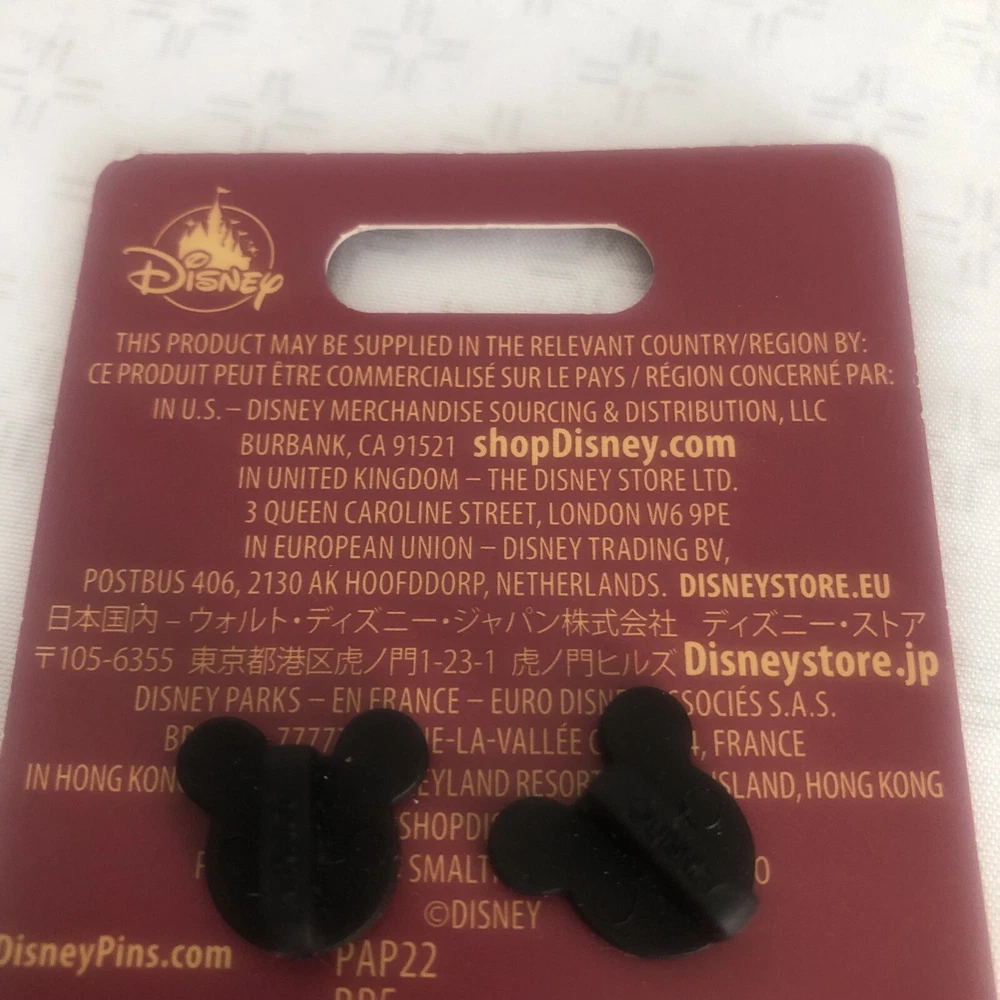 Disney
THIS PRODUCT MAY BE SUPPLIED IN THE RELEVANT COUNTRY/REGION BY:
CE PRODUIT PEUT ÊTRE COMMERCIALISÉ SUR LE PAYS / RÉGION CONCERNÉ PAR:
IN U.S. – DISNEY MERCHANDISE SOURCING & DISTRIBUTION, LLC
BURBANK, CA 91521 shopDisney.com
IN UNITED KINGDOM – THE DISNEY STORE LTD.
3 QUEEN CAROLINE STREET, LONDON W6 9PE
IN EUROPEAN UNION – DISNEY TRADING BV,
POSTBUS 406, 2130 AK HOOFDDORP, NETHERLANDS. DISNEYSTORE.EU
日本国内 – ウォルト・ディズニー・ジャパン株式会社 ディズニー・ストア
〒105-6355 東京都港区虎ノ門1-23-1 虎ノ門ヒルズ Disneystore.jp
DISNEY PARKS – EN FRANCE – EURO S.A.S.
FRANCE
IN HONG RESORT HONG KONG
©DISNEY
DisneyPins.com PAP22